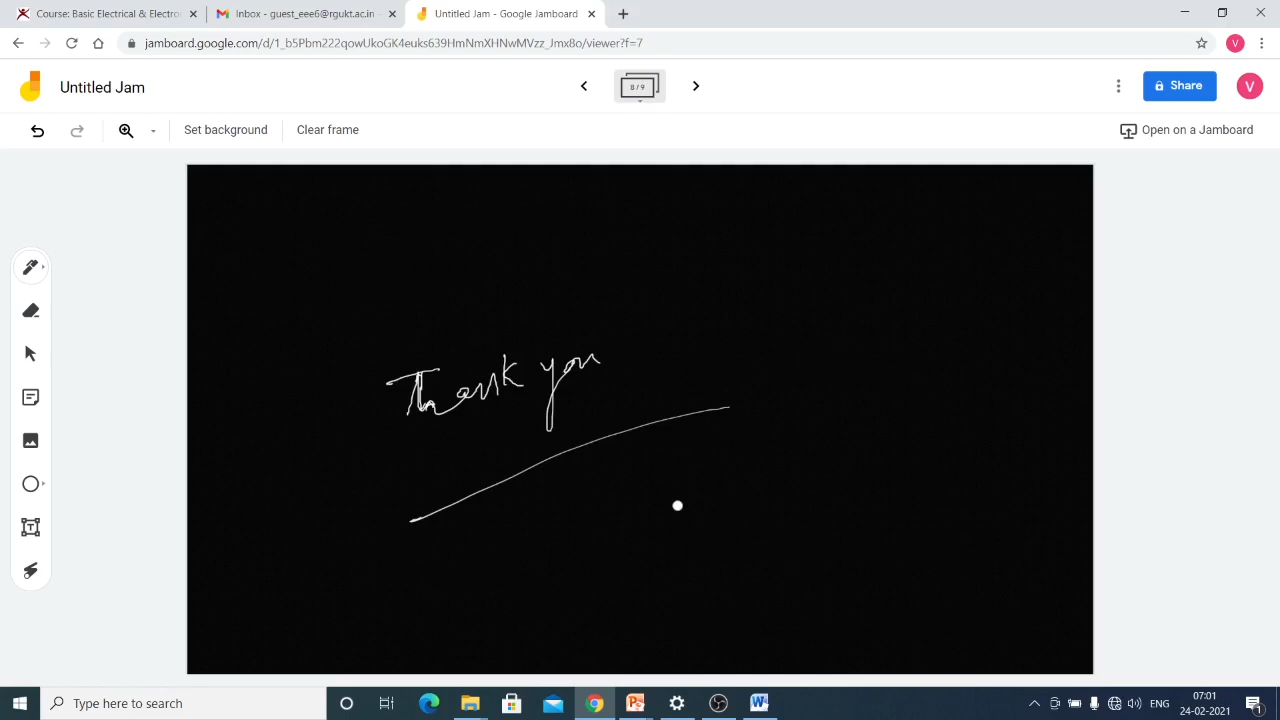 Course: Basic Electrical & Electro
Inbox - guest_eee6@rgukt.ac.in -
Untitled Jam - Google Jamboard
jamboard.google.com/d/1_b5Pbm222qowUkoGK4euks639HmNmXHNwMVZz_Jmx8o/viewer?f=7
V
Untitled Jam
8 / 9
Share
V
Set background
Clear frame
Open on a Jamboard
Thank you
Type here to search
ENG
07:01
24-02-2021
1